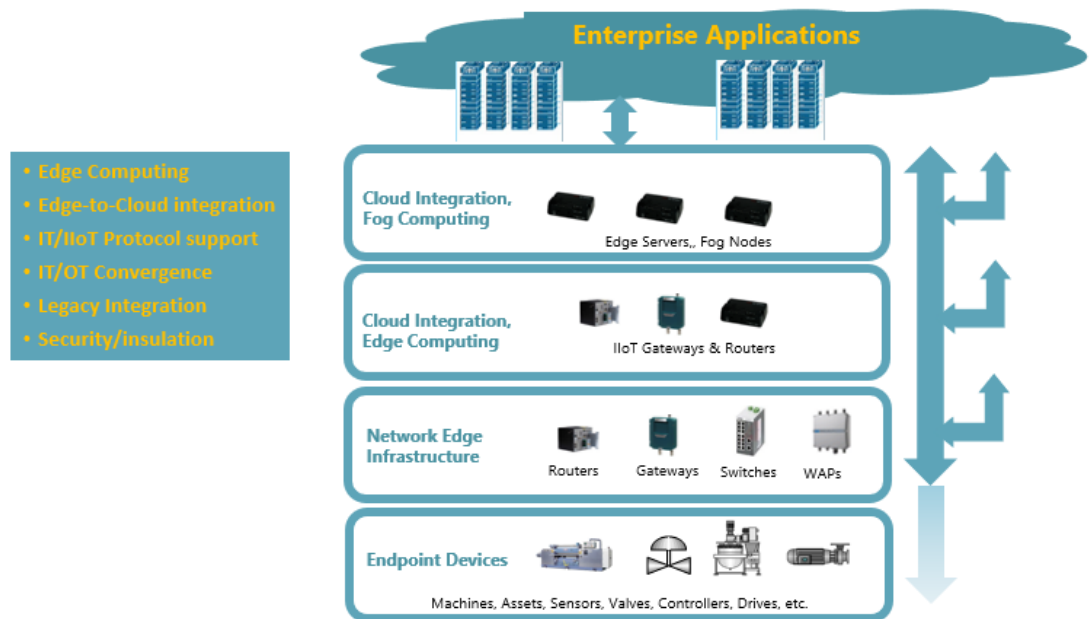 Enterprise Applications
• Edge Computing
• Edge-to-Cloud integration
• IT/IIoT Protocol support
• IT/OT Convergence
• Legacy Integration
• Security/insulation
Cloud Integration,
Fog Computing
Edge Servers,, Fog Nodes
Cloud Integration,
Edge Computing
IIoT Gateways & Routers
Network Edge
Infrastructure
Routers
Gateways
Switches
WAPs
Endpoint Devices
Machines, Assets, Sensors, Valves, Controllers, Drives, etc.